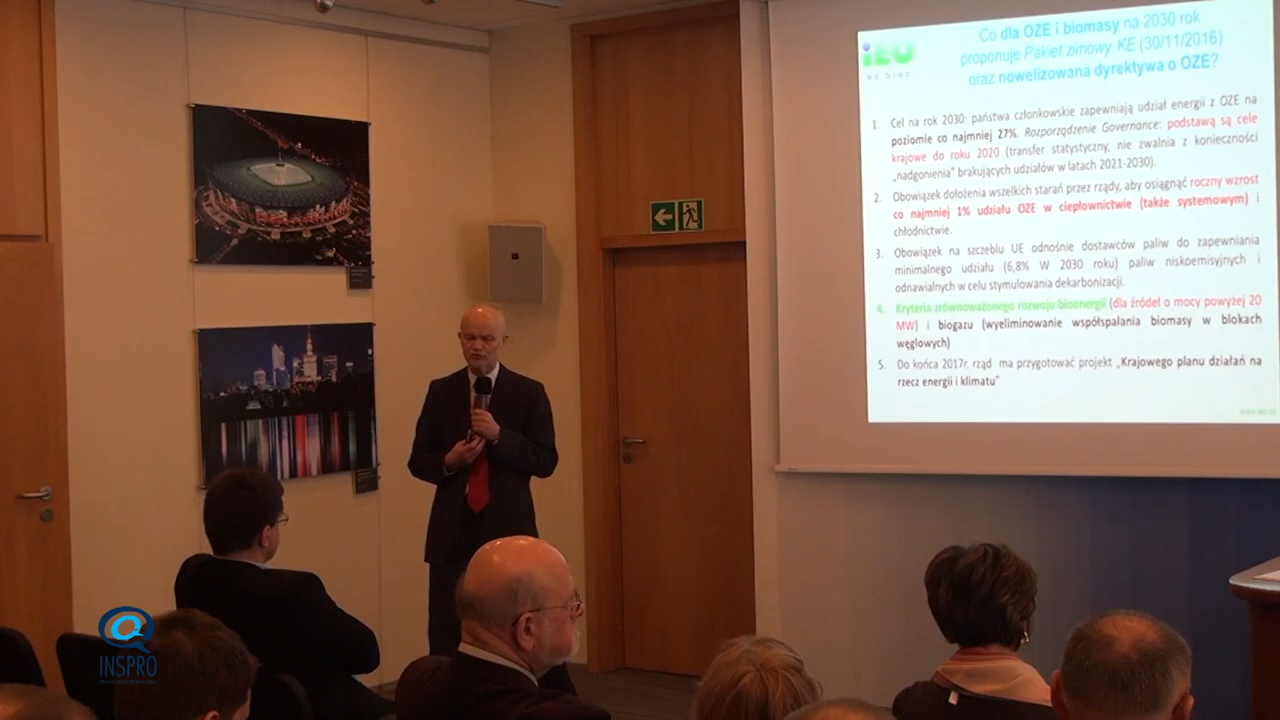 Co dla OZE i biomasy na 2030 rok
proponuje Pakiet zimowy KE (30/11/2016)
oraz nowelizowana dyrektywa o OZE?
iEO
EC BREC
1. Cel na rok 2030: państwa członkowskie zapewniają udział energii z OZE na
poziomie co najmniej 27%. Rozporządzenie Governance: podstawą są cele
krajowe do roku 2020 (transfer statystyczny, nie zwalnia z konieczności
„nadgonienia” brakujących udziałów w latach 2021-2030).
2. Obowiązek dołożenia wszelkich starań przez rządy, aby osiągnąć roczny wzrost
co najmniej 1% udziału OZE w ciepłownictwie (także systemowym) i
chłodnictwie.
3. Obowiązek na szczeblu UE odnośnie dostawców paliw do zapewniania
minimalnego udziału (6,8% W 2030 roku) paliw niskoemisyjnych i
odnawialnych w celu stymulowania dekarbonizacji.
4. Kryteria zrównoważonego rozwoju bioenergii (dla źródeł o mocy powyżej 20
MW) i biogazu (wyeliminowanie współspalania biomasy w blokach
węglowych)
5. Do końca 2017r. rząd ma przygotować projekt „Krajowego planu działań na
rzecz energii i klimatu”
www.ieo.pl
INSPRO